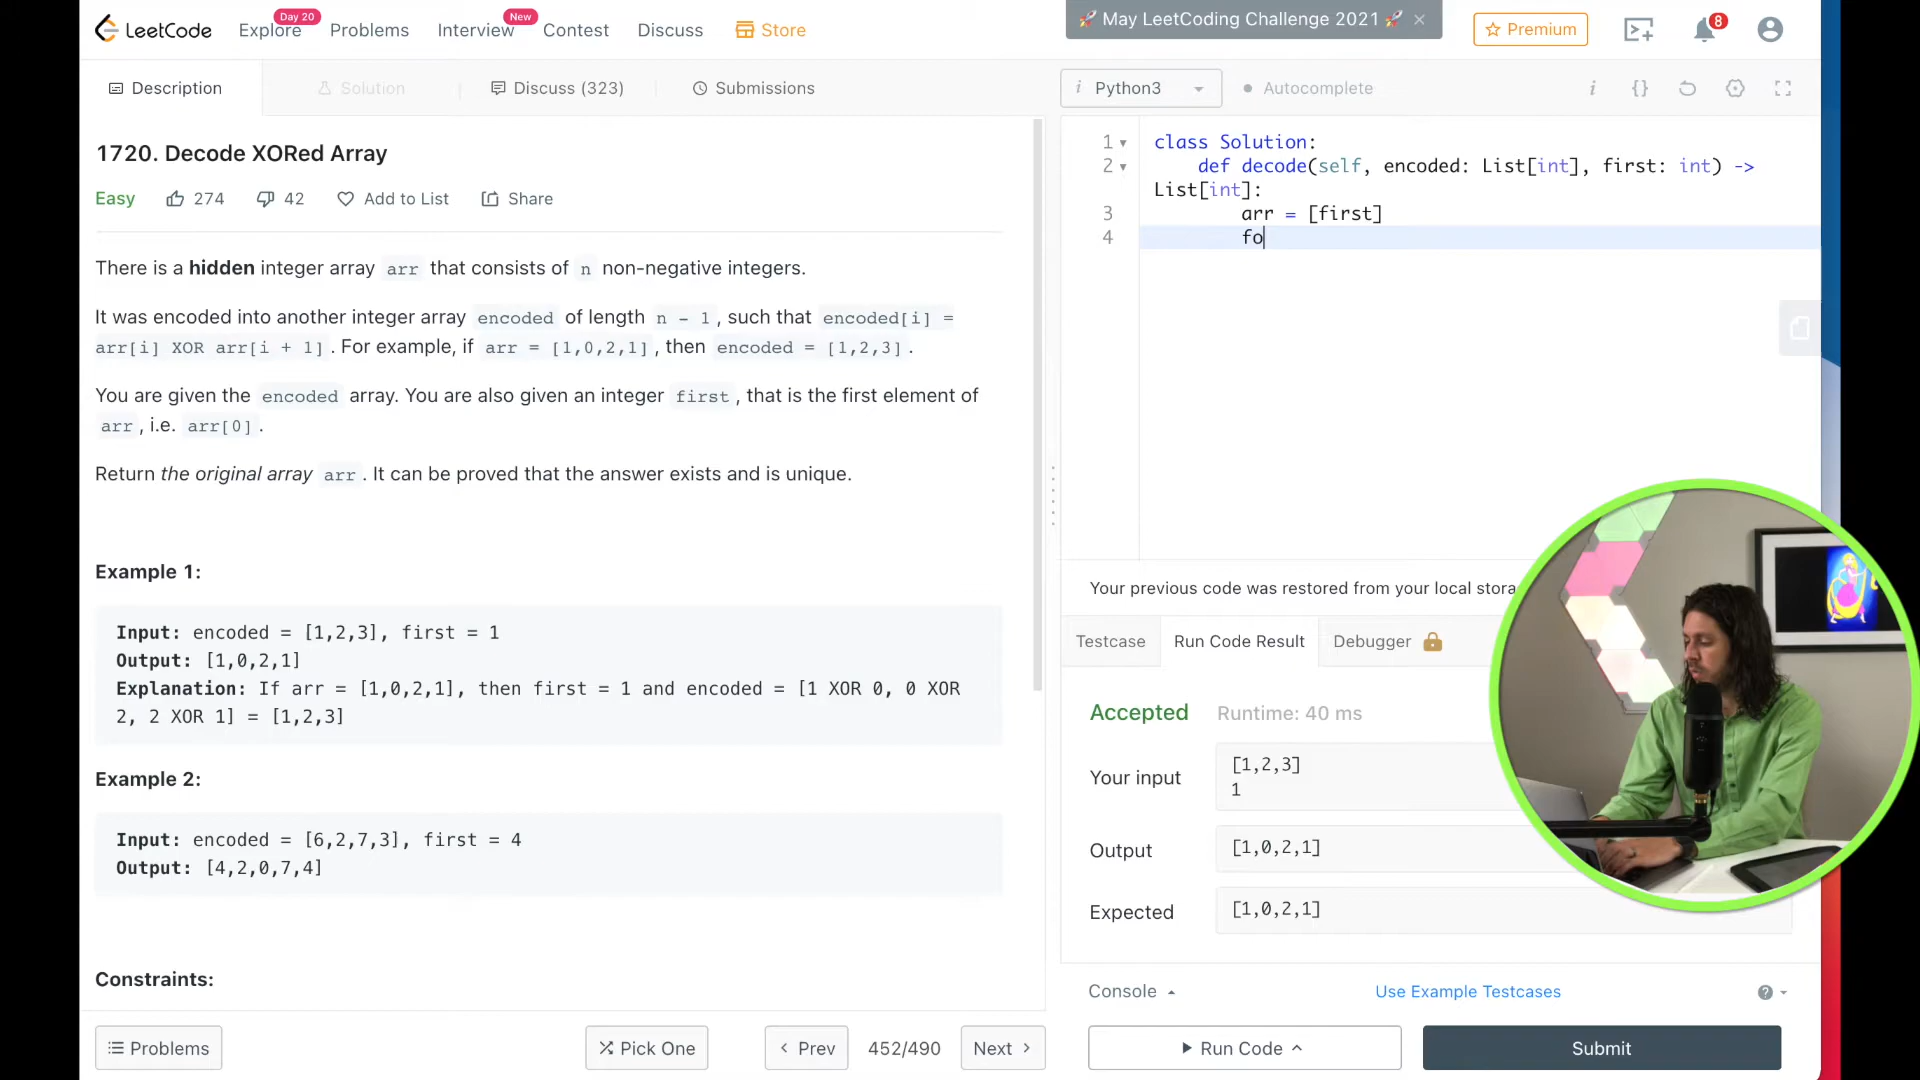 LeetCode
Explore
Day 20
Problems
Interview
New
Contest
Discuss
Store
🚀 May LeetCoding Challenge 2021 🚀 ×
Premium
8
Description
Solution
Discuss (323)
Submissions
i Python3
Autocomplete
i {}
1720. Decode XORed Array
Easy 274 42 Add to List Share
There is a hidden integer array arr that consists of n non-negative integers.
It was encoded into another integer array encoded of length n - 1, such that encoded[i] =
arr[i] XOR arr[i + 1]. For example, if arr = [1,0,2,1], then encoded = [1,2,3].
You are given the encoded array. You are also given an integer first, that is the first element of
arr, i.e. arr[0].
Return the original array arr. It can be proved that the answer exists and is unique.
Example 1:
Input: encoded = [1,2,3], first = 1
Output: [1,0,2,1]
Explanation: If arr = [1,0,2,1], then first = 1 and encoded = [1 XOR 0, 0 XOR
2, 2 XOR 1] = [1,2,3]
Example 2:
Input: encoded = [6,2,7,3], first = 4
Output: [4,2,0,7,4]
Constraints:
Problems
Pick One
Prev
452/490
Next
1 class Solution:
2 def decode(self, encoded: List[int], first: int) ->
List[int]:
3 arr = [first]
4 fo
Your previous code was restored from your local stora
Testcase
Run Code Result
Debugger
Accepted Runtime: 40 ms
Your input
[1,2,3]
1
Output
[1,0,2,1]
Expected
[1,0,2,1]
Console
Use Example Testcases
?
Run Code
Submit